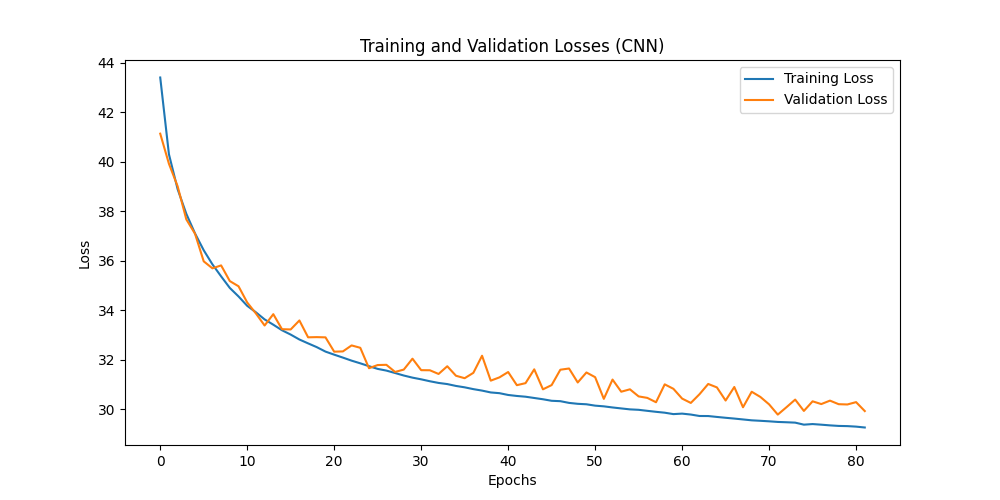 Training and Validation Losses (CNN)
Training Loss
Validation Loss
44
42
40
38
36
34
32
30
Loss
0 10 20 30 40 50 60 70 80
Epochs